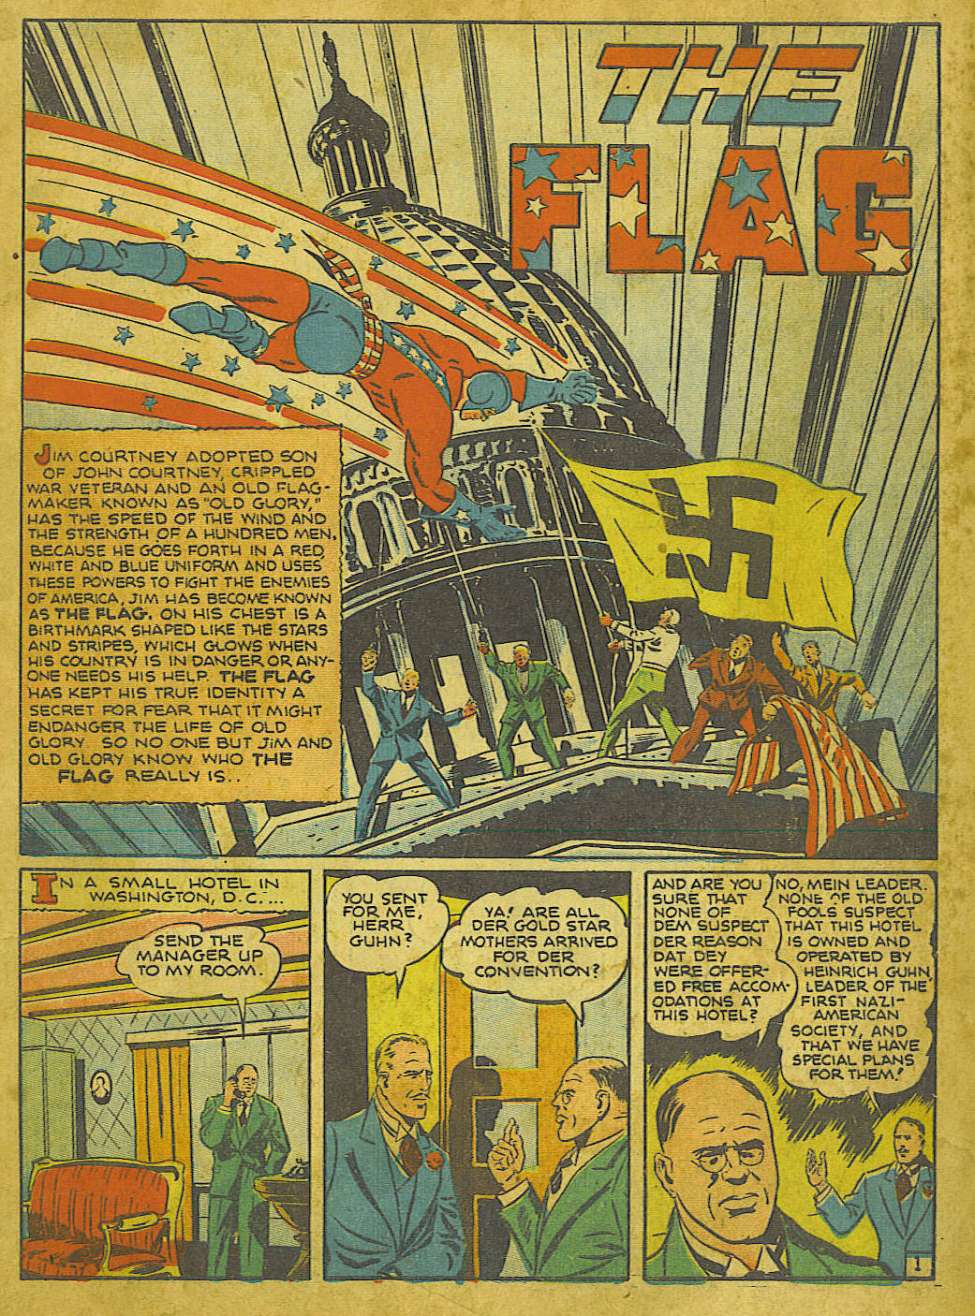 THE
FLAG
JIM COURTNEY ADOPTED SON
OF JOHN COURTNEY, CRIPPLED
WAR VETERAN AND AN OLD FLAG-
MAKER KNOWN AS "OLD GLORY,"
HAS THE SPEED OF THE WIND AND
THE STRENGTH OF A HUNDRED MEN.
BECAUSE HE GOES FORTH IN A RED,
WHITE AND BLUE UNIFORM AND USES
THESE POWERS TO FIGHT THE ENEMIES
OF AMERICA, JIM HAS BECOME KNOWN
AS THE FLAG. ON HIS CHEST IS A
BIRTHMARK SHAPED LIKE THE STARS
AND STRIPES, WHICH GLOWS WHEN
HIS COUNTRY IS IN DANGER OR ANY-
ONE NEEDS HIS HELP. THE FLAG
HAS KEPT HIS TRUE IDENTITY A
SECRET FOR FEAR THAT IT MIGHT
ENDANGER THE LIFE OF OLD
GLORY. SO NO ONE BUT JIM AND
OLD GLORY KNOW WHO THE
FLAG REALLY IS..
IN A SMALL HOTEL IN
WASHINGTON, D.C. ...
SEND THE
MANAGER UP
TO MY ROOM.
YOU SENT
FOR ME,
HERR
GUHN?
YA! ARE ALL
DER GOLD STAR
MOTHERS ARRIVED
FOR DER
CONVENTION?
AND ARE YOU
SURE THAT
NONE OF
DEM SUSPECT
DER REASON
DAT DEY
WERE OFFER-
ED FREE ACCOM-
ODATIONS AT
THIS HOTEL?
NO, MEIN LEADER.
NONE OF THE OLD
FOOLS SUSPECT
THAT THIS HOTEL
IS OWNED AND
OPERATED BY
HEINRICH GUHN,
LEADER OF THE
FIRST NAZI-
AMERICAN
SOCIETY, AND
THAT WE HAVE
SPECIAL PLANS
FOR THEM!
1